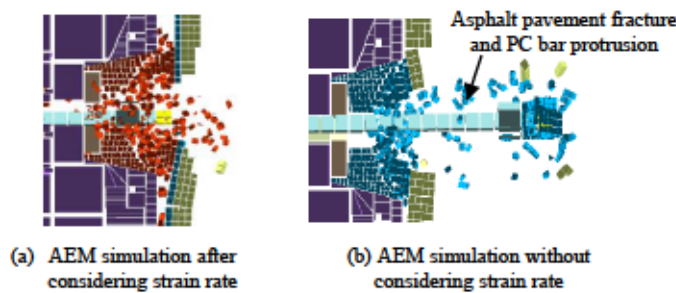 Asphalt pavement fracture
and PC bar protrusion
(a) AEM simulation after
considering strain rate
(b) AEM simulation without
considering strain rate